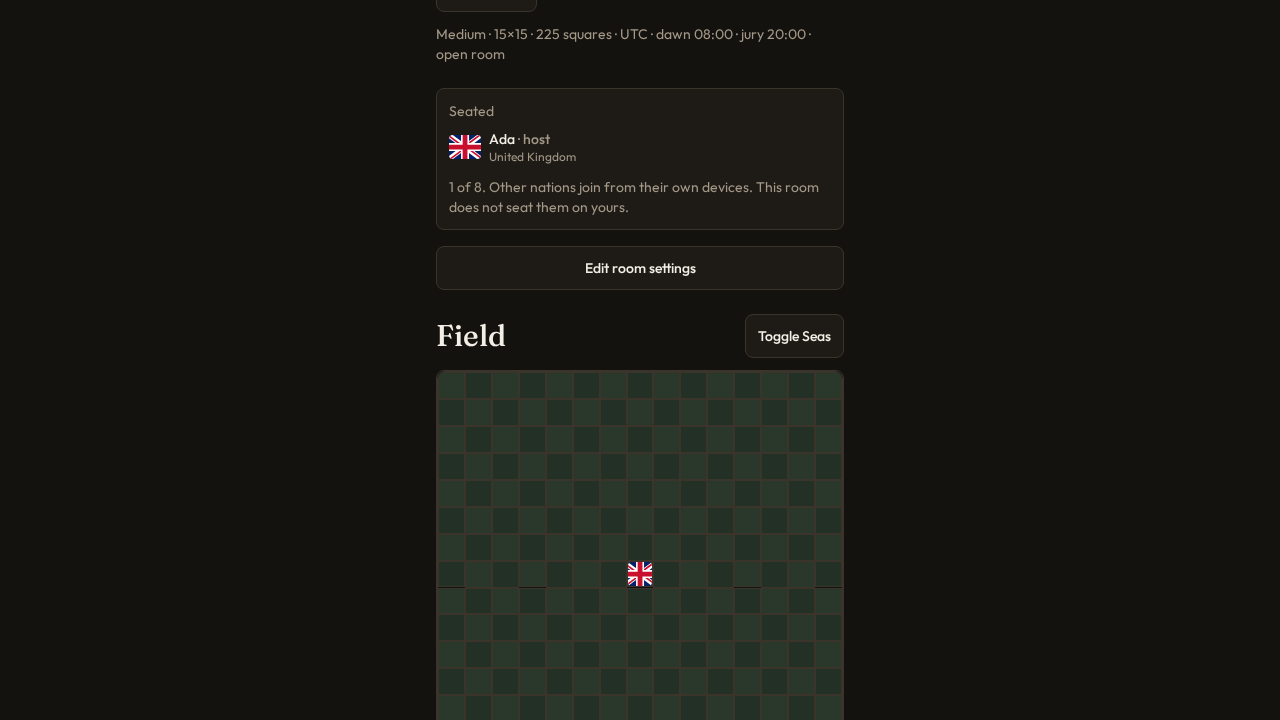 Medium · 15×15 · 225 squares · UTC · dawn 08:00 · jury 20:00 ·
open room
Seated
Ada · host
United Kingdom
1 of 8. Other nations join from their own devices. This room
does not seat them on yours.
Edit room settings
Field
Toggle Seas